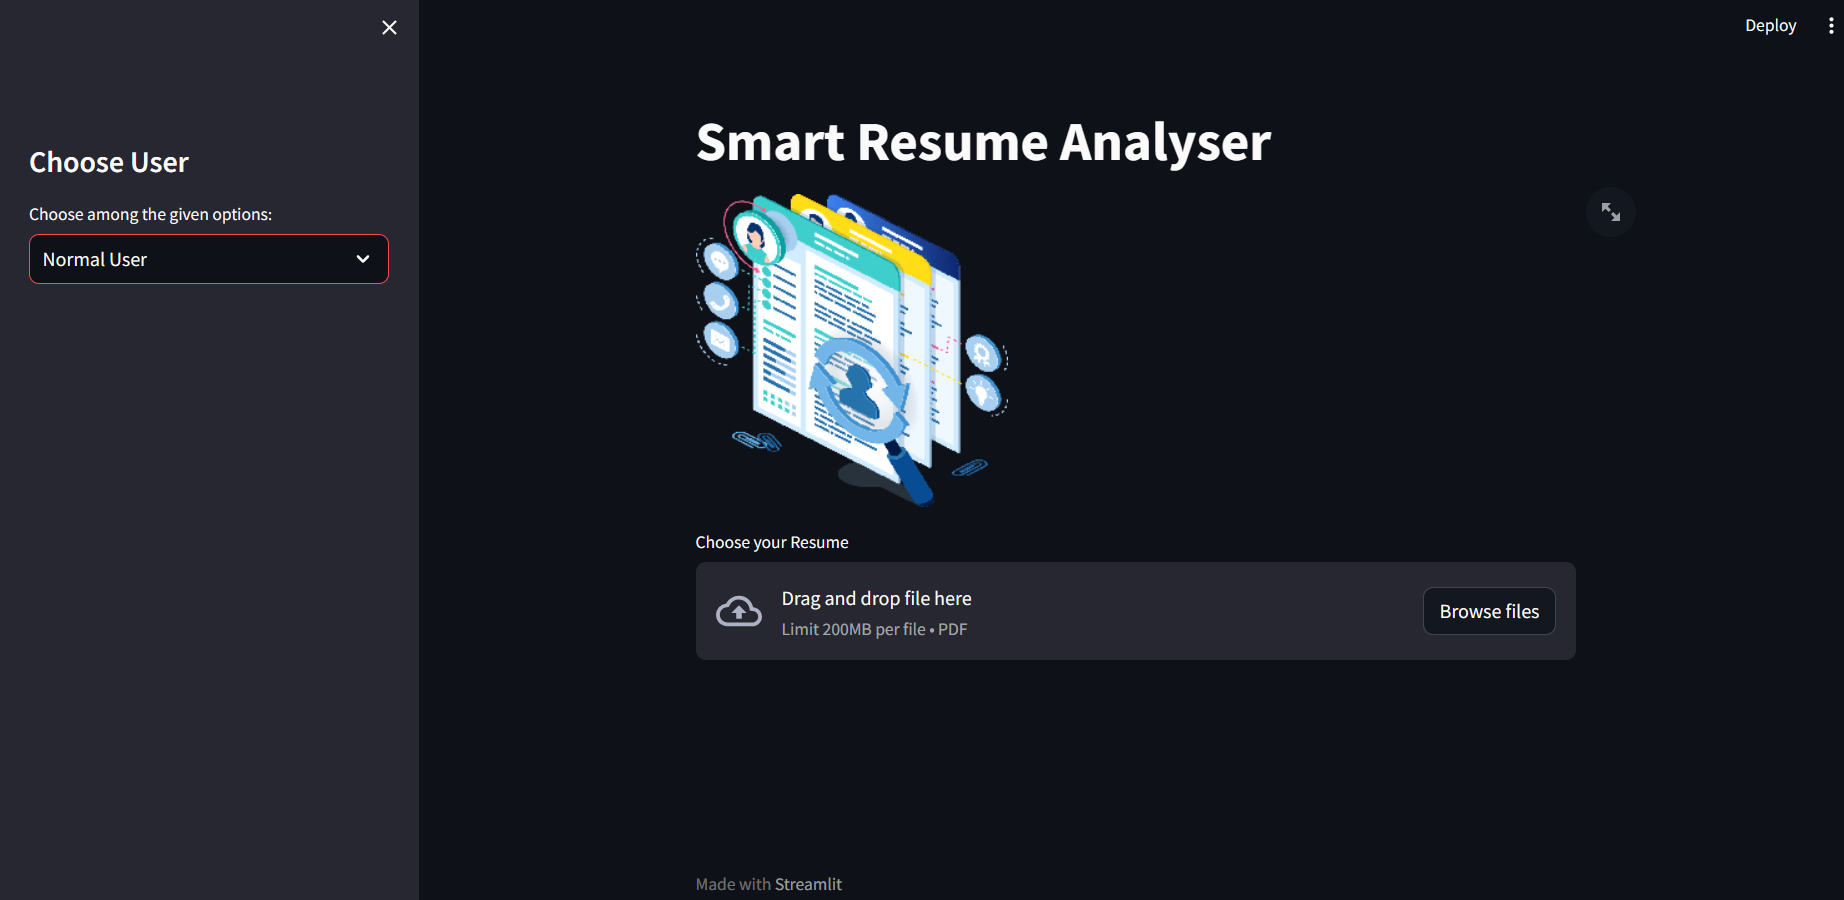 Deploy
Choose User
Choose among the given options:
Normal User
Smart Resume Analyser
Choose your Resume
Drag and drop file here
Limit 200MB per file • PDF
Browse files
Made with Streamlit